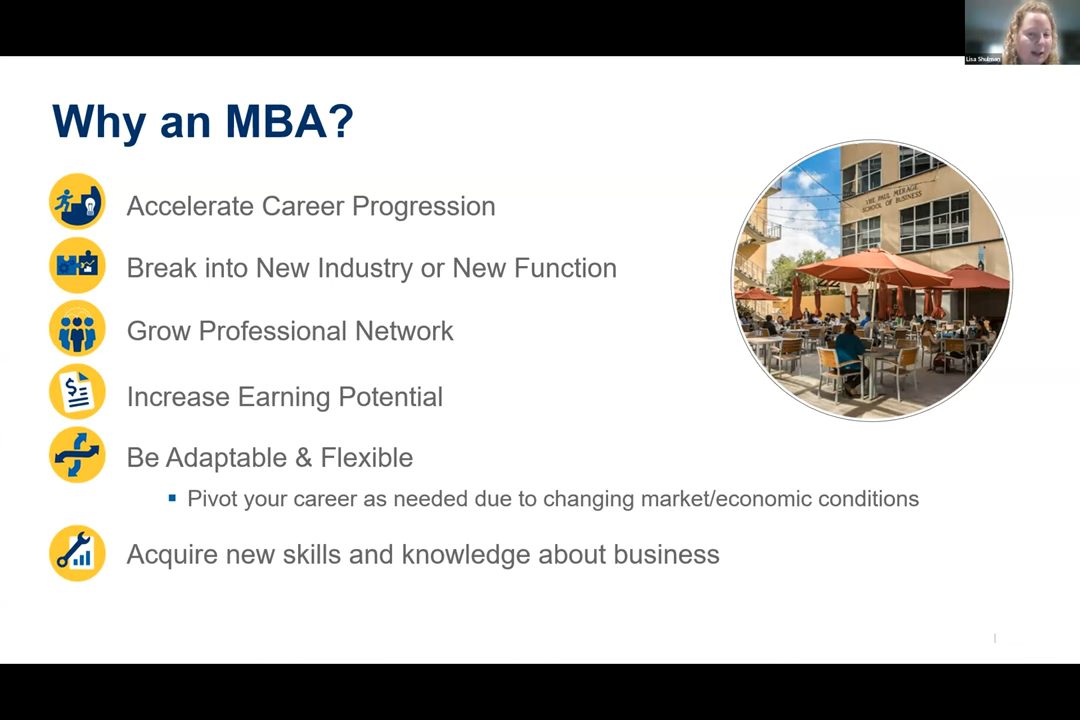 Lisa Shulman
Why an MBA?
Accelerate Career Progression
Break into New Industry or New Function
Grow Professional Network
Increase Earning Potential
Be Adaptable & Flexible
▪ Pivot your career as needed due to changing market/economic conditions
Acquire new skills and knowledge about business
THE PAUL MERAGE
SCHOOL OF BUSINESS